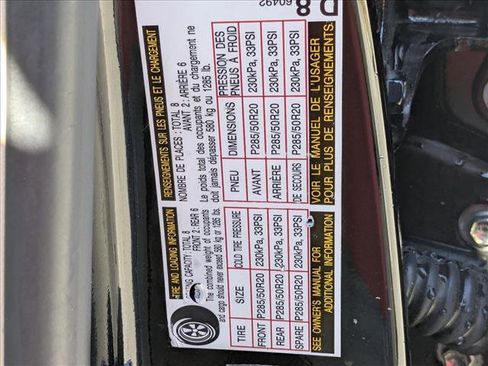 D8
60492
TIRE AND LOADING INFORMATION
SEATING CAPACITY : TOTAL 8
FRONT 2 : REAR 6
The combined weight of occupants
and cargo should never exceed 580 kg or 1285 lb.
TIRE SIZE COLD TIRE PRESSURE
FRONT P285/50R20 230kPa, 33PSI
REAR P285/50R20 230kPa, 33PSI
SPARE P285/50R20 230kPa, 33PSI
SEE OWNER'S MANUAL FOR
ADDITIONAL INFORMATION
RENSEIGNEMENTS SUR LES PNEUS ET LE CHARGEMENT
NOMBRE DE PLACES : TOTAL 8
AVANT 2 : ARRIÈRE 6
Le poids total des occupants et du chargement ne
doit jamais dépasser 580 kg ou 1285 lb.
PNEU DIMENSIONS PRESSION DES
PNEUS À FROID
AVANT P285/50R20 230kPa, 33PSI
ARRIÈRE P285/50R20 230kPa, 33PSI
DE SECOURS P285/50R20 230kPa, 33PSI
VOIR LE MANUEL DE L'USAGER
POUR PLUS DE RENSEIGNEMENTS